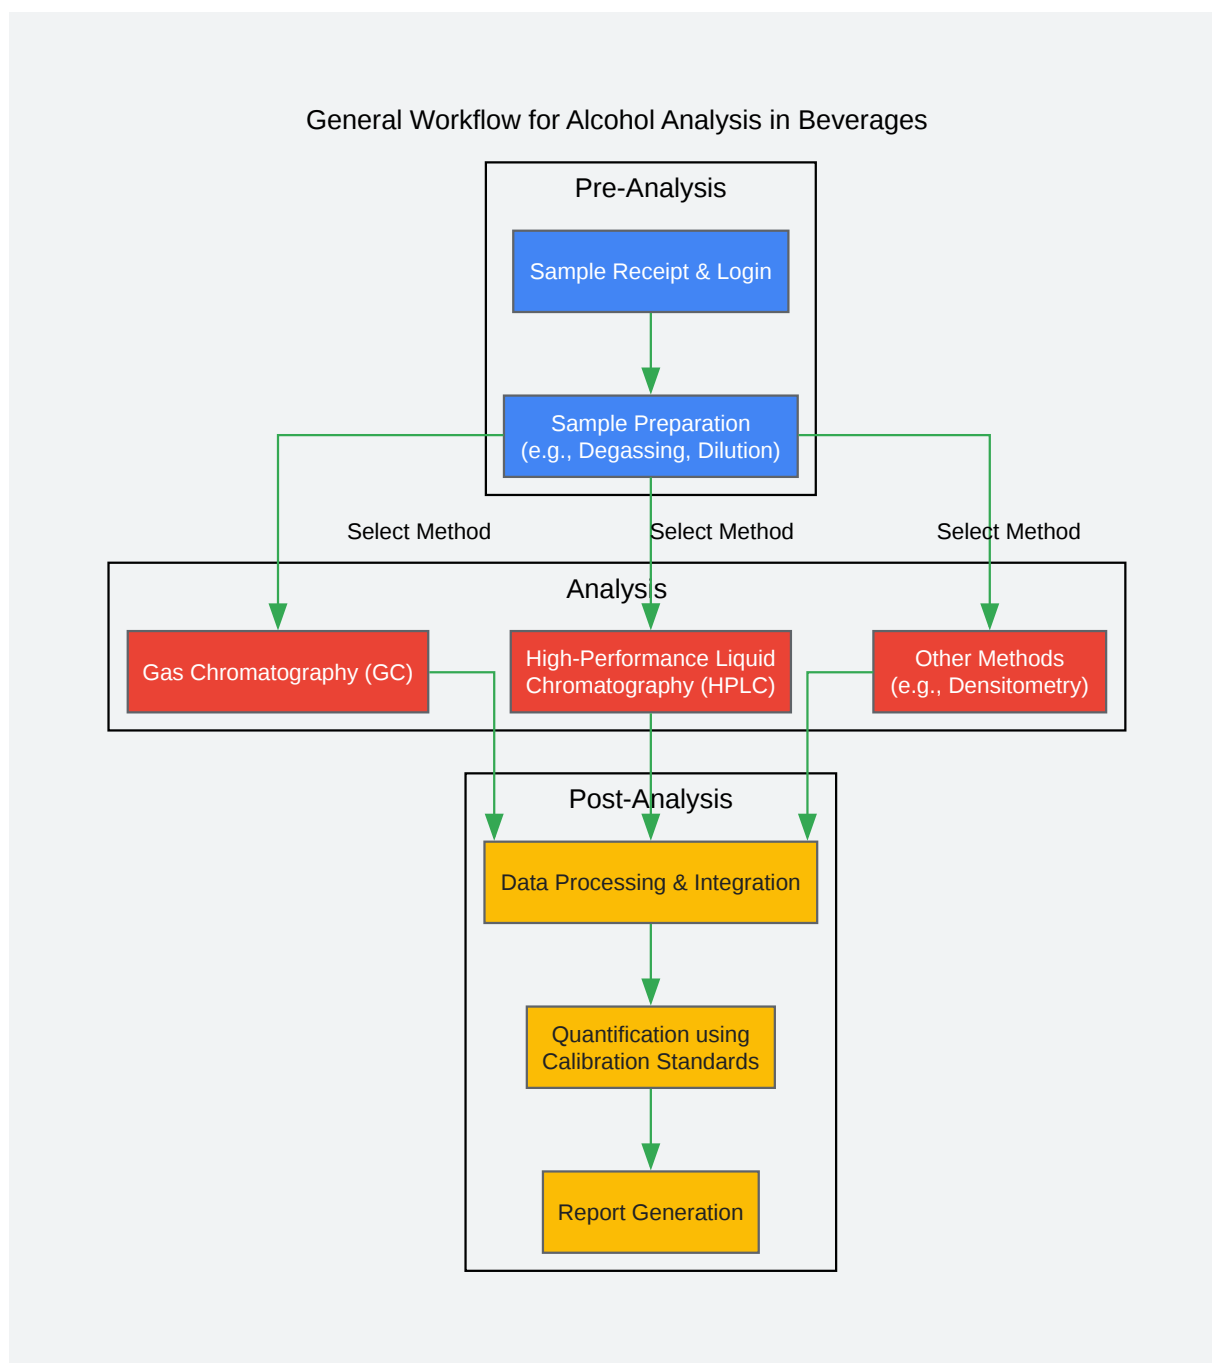 General Workflow for Alcohol Analysis in Beverages
Pre-Analysis
Sample Receipt & Login
Sample Preparation
(e.g., Degassing, Dilution)
Select Method
Select Method
Select Method
Analysis
Gas Chromatography (GC)
High-Performance Liquid
Chromatography (HPLC)
Other Methods
(e.g., Densitometry)
Post-Analysis
Data Processing & Integration
Quantification using
Calibration Standards
Report Generation